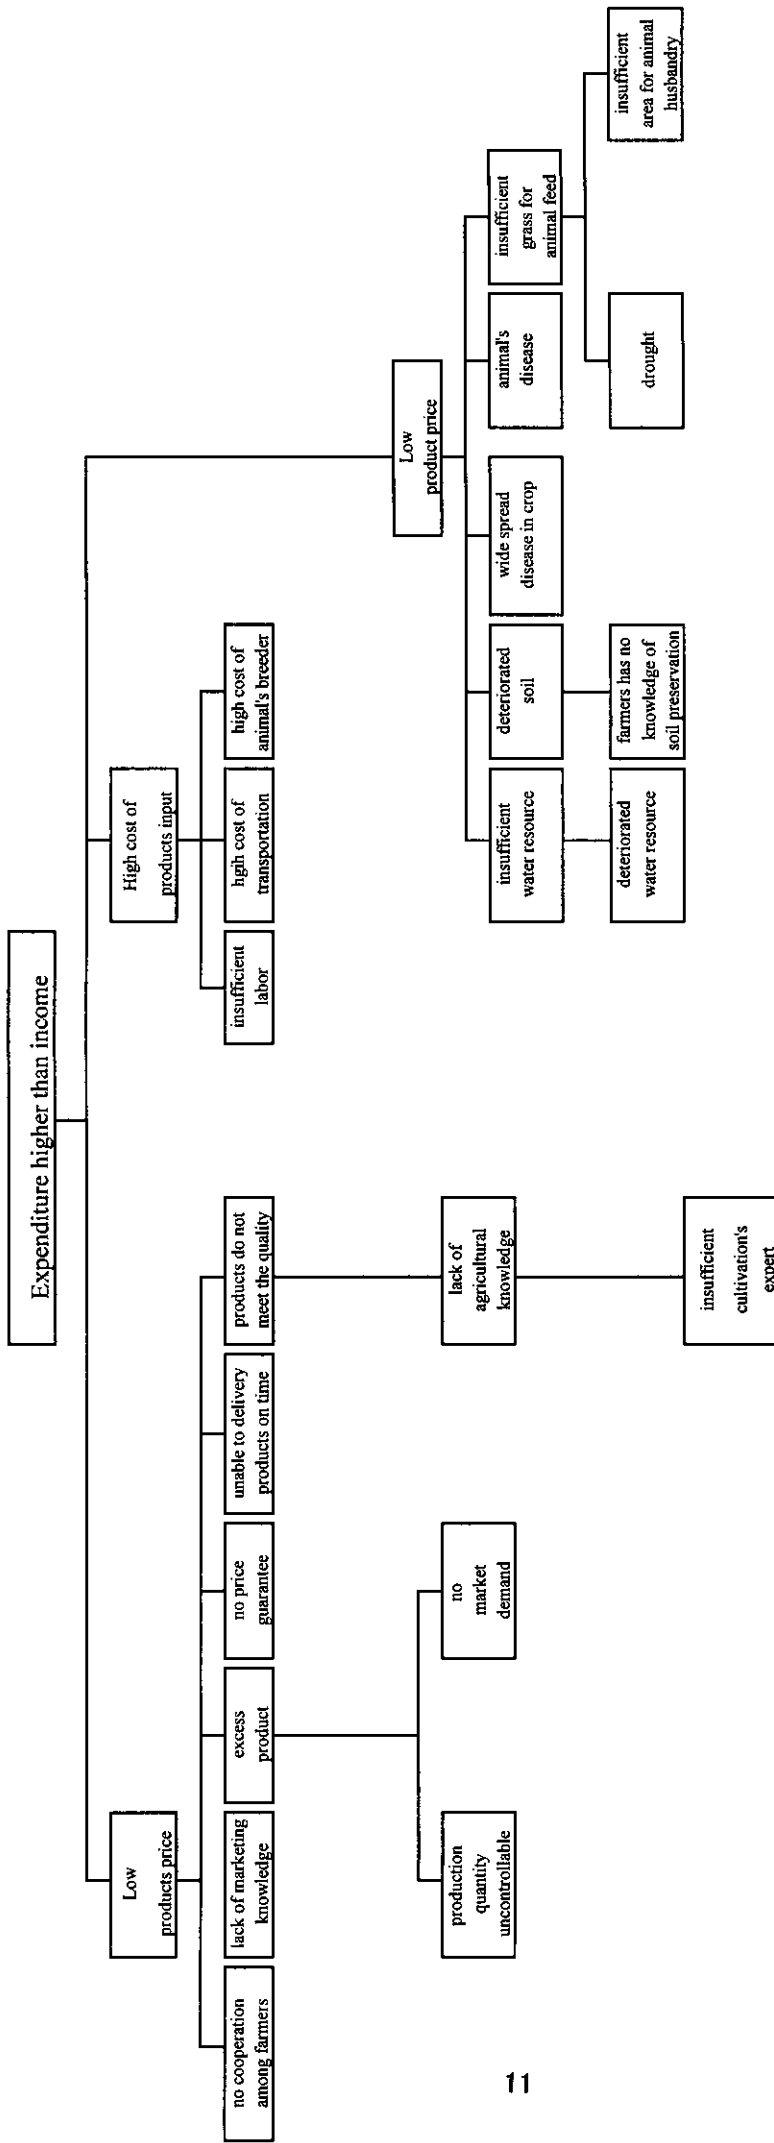 Expenditure higher than income
Low
products price
High cost of
products input
Low
product price
no cooperation
among farmers
lack of marketing
knowledge
excess
product
no price
guarantee
unable to delivery
products on time
products do not
meet the quality
insufficient
labor
hgih cost of
transportation
high cost of
animal's breeder
production
quantity
uncontrollable
no
market
demand
lack of
agricultural
knowledge
insufficient
cultivation's
expert
insufficient
water resource
deteriorated
soil
wide spread
disease in crop
animal's
disease
insufficient
grass for
animal feed
deteriorated
water resource
farmers has no
knowledge of
soil preservation
drought
insufficient
area for animal
husbandry
11